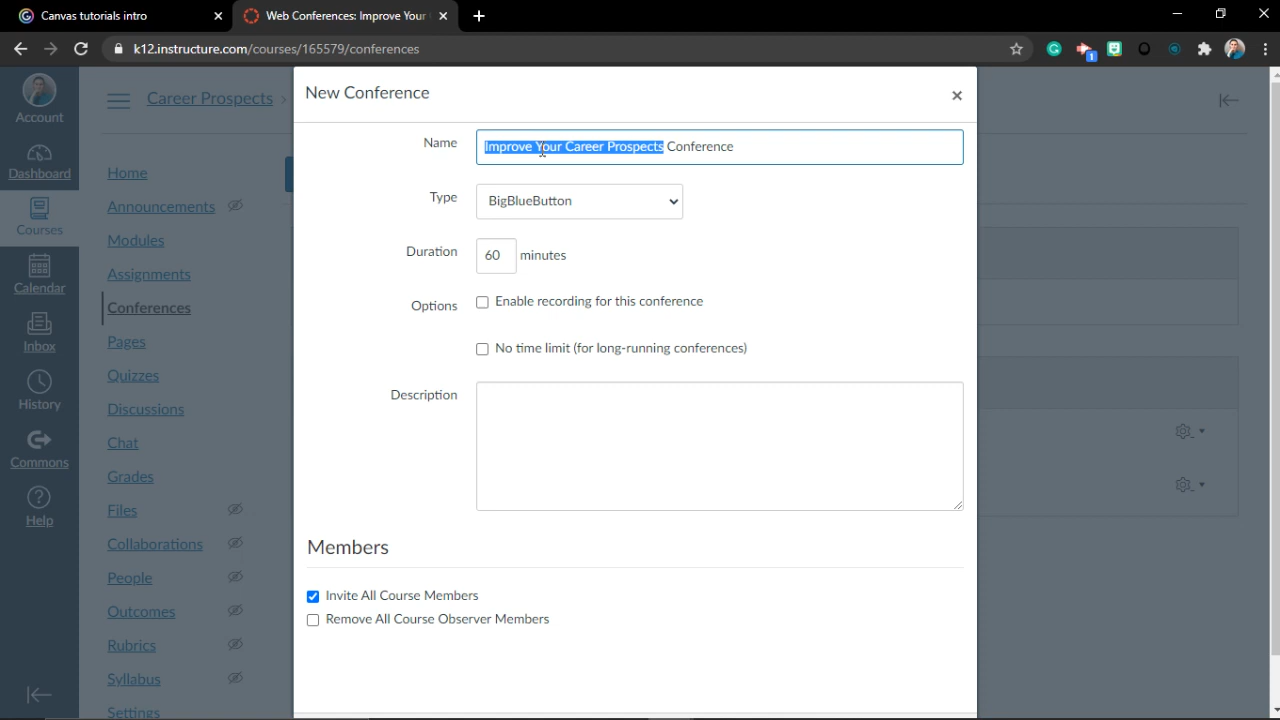 Canvas tutorials intro
Web Conferences: Improve Your
k12.instructure.com/courses/165579/conferences
1
Account
Dashboard
Courses
Calendar
Inbox
History
Commons
Help
Career Prospects
Home
Announcements
Modules
Assignments
Conferences
Pages
Quizzes
Discussions
Chat
Grades
Files
Collaborations
People
Outcomes
Rubrics
Syllabus
Settings
New Conference
Name
Improve Your Career Prospects Conference
Type
BigBlueButton
Duration
60 minutes
Options
Enable recording for this conference
No time limit (for long-running conferences)
Description
Members
Invite All Course Members
Remove All Course Observer Members